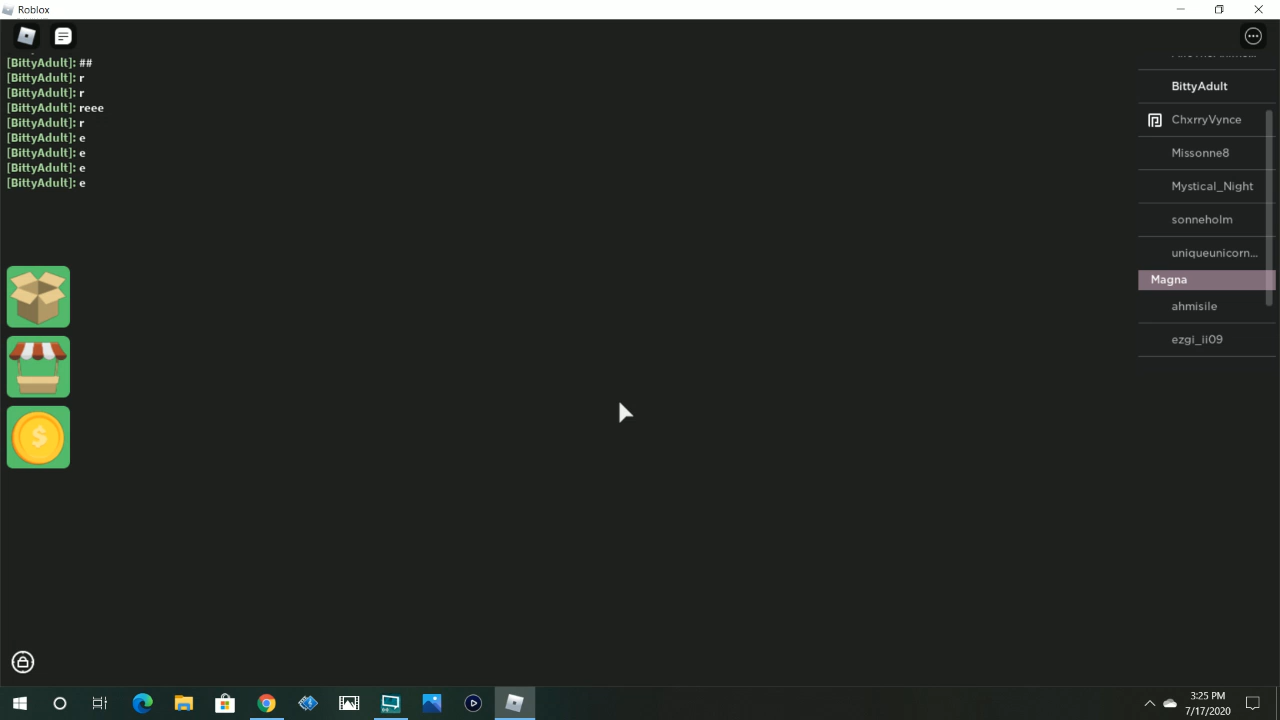 Roblox
[BittyAdult]: ##
[BittyAdult]: r
[BittyAdult]: r
[BittyAdult]: reee
[BittyAdult]: r
[BittyAdult]: e
[BittyAdult]: e
[BittyAdult]: e
[BittyAdult]: e
BittyAdult
ChxrryVynce
Missonne8
Mystical_Night
sonneholm
uniqueunicorn...
Magna
ahmisile
ezgi_ii09
3:25 PM
7/17/2020